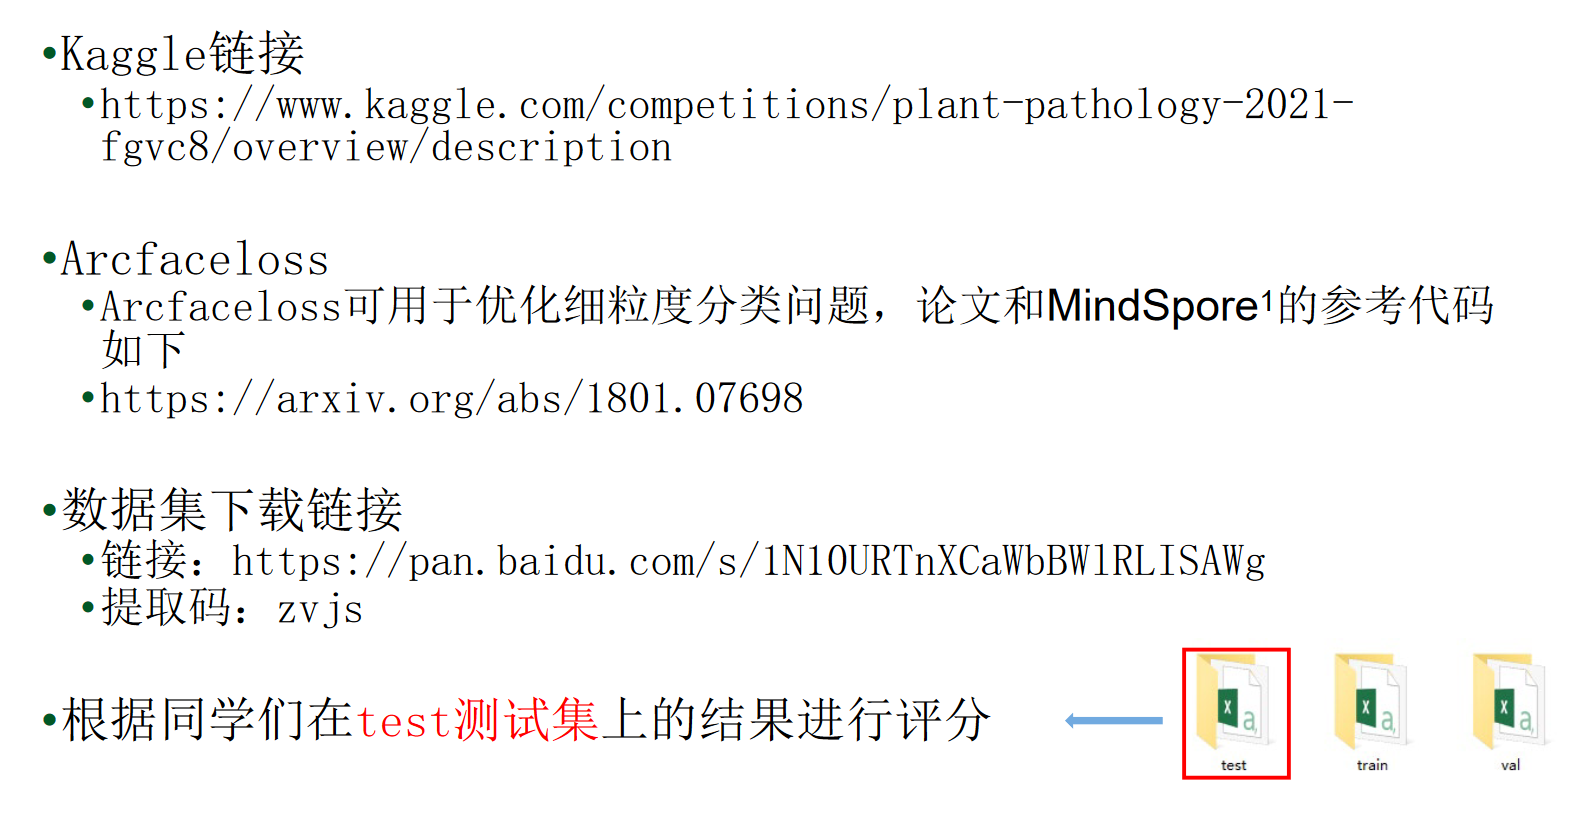 •Kaggle链接
•https://www.kaggle.com/competitions/plant-pathology-2021-
fgvc8/overview/description
•Arcfaceloss
•Arcfaceloss可用于优化细粒度分类问题，论文和MindSpore¹的参考代码
如下
•https://arxiv.org/abs/1801.07698
•数据集下载链接
•链接：https://pan.baidu.com/s/1N10URTnXCaWbBWlRLISAWg
•提取码：zvjs
•根据同学们在test测试集上的结果进行评分
test
train
val